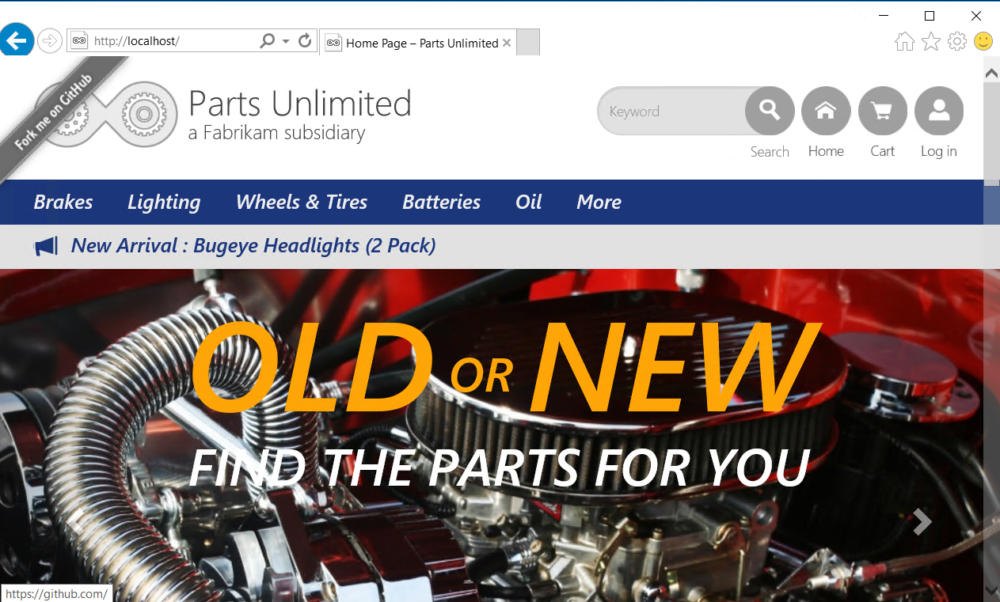 http://localhost/
Home Page – Parts Unlimited
Fork me on GitHub
Parts Unlimited
a Fabrikam subsidiary
Keyword
Search
Home
Cart
Log in
Brakes Lighting Wheels & Tires Batteries Oil More
New Arrival : Bugeye Headlights (2 Pack)
OLD OR NEW
FIND THE PARTS FOR YOU
https://github.com/